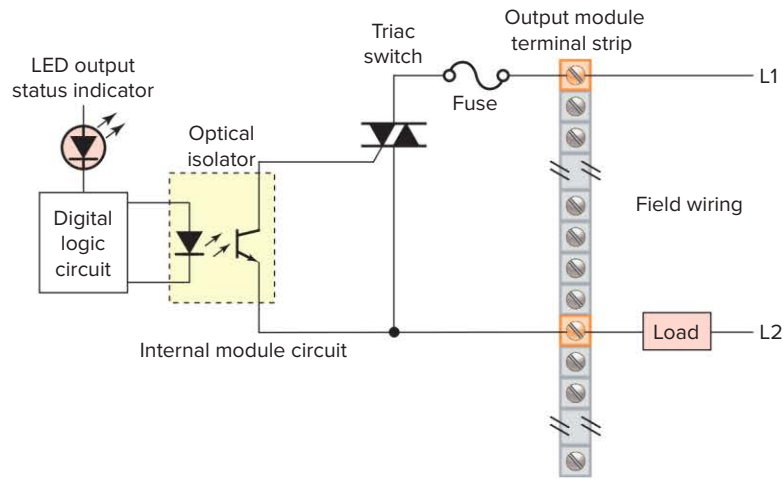 Output module
terminal strip
Triac
switch
L1
LED output
status indicator
Fuse
Optical
isolator
Digital
logic
circuit
Field wiring
Internal module circuit
Load
L2